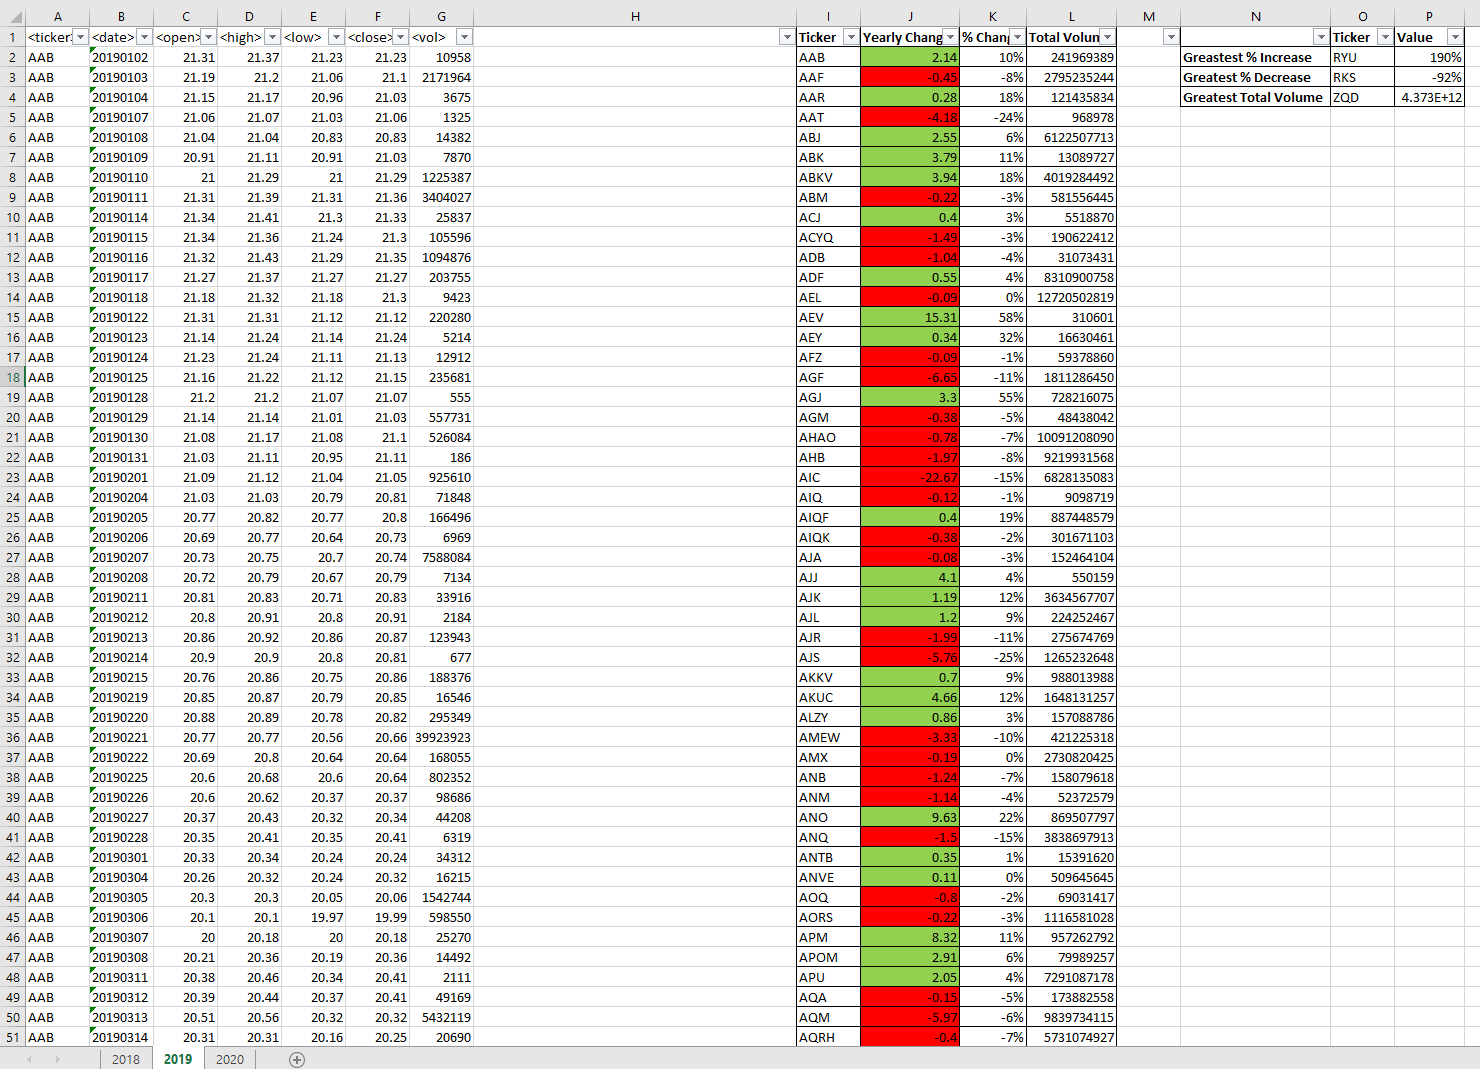 A B C D E F G H I J K L M N O P
1 <ticker> <date> <open> <high> <low> <close> <vol> Ticker Yearly Chang % Chang Total Volun Ticker Value
2 AAB 20190102 21.31 21.37 21.23 21.23 10958 AAB 2.14 10% 241969389 Greastest % Increase RYU 190%
3 AAB 20190103 21.19 21.2 21.06 21.1 2171964 AAF -0.45 -8% 2795235244 Greatest % Decrease RKS -92%
4 AAB 20190104 21.15 21.17 20.96 21.03 3675 AAR 0.28 18% 121435834 Greatest Total Volume ZQD 4.373E+12
5 AAB 20190107 21.06 21.07 21.03 21.06 1325 AAT -4.18 -24% 968978
6 AAB 20190108 21.04 21.04 20.83 20.83 14382 ABJ 2.55 6% 6122507713
7 AAB 20190109 20.91 21.11 20.91 21.03 7870 ABK 3.79 11% 13089727
8 AAB 20190110 21 21.29 21 21.29 1225387 ABKV 3.94 18% 4019284492
9 AAB 20190111 21.31 21.39 21.31 21.36 3404027 ABM -0.22 -3% 581556445
10 AAB 20190114 21.34 21.41 21.3 21.33 25837 ACJ 0.4 3% 5518870
11 AAB 20190115 21.34 21.36 21.24 21.3 105596 ACYQ -1.49 -3% 190622412
12 AAB 20190116 21.32 21.43 21.29 21.35 1094876 ADB -1.04 -4% 31073431
13 AAB 20190117 21.27 21.37 21.27 21.27 203755 ADF 0.55 4% 8310900758
14 AAB 20190118 21.18 21.32 21.18 21.3 9423 AEL -0.09 0% 12720502819
15 AAB 20190122 21.31 21.31 21.12 21.12 220280 AEV 15.31 58% 310601
16 AAB 20190123 21.14 21.24 21.14 21.24 5214 AEY 0.34 32% 16630461
17 AAB 20190124 21.23 21.24 21.11 21.13 12912 AFZ -0.09 -1% 59378860
18 AAB 20190125 21.16 21.22 21.12 21.15 235681 AGF -6.65 -11% 1811286450
19 AAB 20190128 21.2 21.2 21.07 21.07 555 AGJ 3.3 55% 728216075
20 AAB 20190129 21.14 21.14 21.01 21.03 557731 AGM -0.38 -5% 48438042
21 AAB 20190130 21.08 21.17 21.08 21.1 526084 AHAO -0.78 -7% 10091208090
22 AAB 20190131 21.03 21.11 20.95 21.11 186 AHB -1.97 -8% 9219931568
23 AAB 20190201 21.09 21.12 21.04 21.05 925610 AIC -22.67 -15% 6828135083
24 AAB 20190204 21.03 21.03 20.79 20.81 71848 AIQ -0.12 -1% 9098719
25 AAB 20190205 20.77 20.82 20.77 20.8 166496 AIQF 0.4 19% 887448579
26 AAB 20190206 20.69 20.77 20.64 20.73 6969 AIQK -0.38 -2% 301671103
27 AAB 20190207 20.73 20.75 20.7 20.74 7588084 AJA -0.08 -3% 152464104
28 AAB 20190208 20.72 20.79 20.67 20.79 7134 AJJ 4.1 4% 550159
29 AAB 20190211 20.81 20.83 20.71 20.83 33916 AJK 1.19 12% 3634567707
30 AAB 20190212 20.8 20.91 20.8 20.91 2184 AJL 1.2 9% 224252467
31 AAB 20190213 20.86 20.92 20.86 20.87 123943 AJR -1.99 -11% 275674769
32 AAB 20190214 20.9 20.9 20.8 20.81 677 AJS -5.76 -25% 1265232648
33 AAB 20190215 20.76 20.86 20.75 20.86 188376 AKKV 0.7 9% 988013988
34 AAB 20190219 20.85 20.87 20.79 20.85 16546 AKUC 4.66 12% 1648131257
35 AAB 20190220 20.88 20.89 20.78 20.82 295349 ALZY 0.86 3% 157088786
36 AAB 20190221 20.77 20.77 20.56 20.66 39923923 AMEW -3.33 -10% 421225318
37 AAB 20190222 20.69 20.8 20.64 20.64 168055 AMX -0.19 0% 2730820425
38 AAB 20190225 20.6 20.68 20.6 20.64 802352 ANB -1.24 -7% 158079618
39 AAB 20190226 20.6 20.62 20.37 20.37 98686 ANM -1.14 -4% 52372579
40 AAB 20190227 20.37 20.43 20.32 20.34 44208 ANO 9.63 22% 869507797
41 AAB 20190228 20.35 20.41 20.35 20.41 6319 ANQ -1.5 -15% 3838697913
42 AAB 20190301 20.33 20.34 20.24 20.24 34312 ANTB 0.35 1% 15391620
43 AAB 20190304 20.26 20.32 20.24 20.32 16215 ANVE 0.11 0% 509645645
44 AAB 20190305 20.3 20.3 20.05 20.06 1542744 AOQ -0.8 -2% 69031417
45 AAB 20190306 20.1 20.1 19.97 19.99 598550 AORS -0.22 -3% 1116581028
46 AAB 20190307 20 20.18 20 20.18 25270 APM 8.32 11% 957262792
47 AAB 20190308 20.21 20.36 20.19 20.36 14492 APOM 2.91 6% 79989257
48 AAB 20190311 20.38 20.46 20.34 20.41 2111 APU 2.05 4% 7291087178
49 AAB 20190312 20.39 20.44 20.37 20.41 49169 AQA -0.15 -5% 173882558
50 AAB 20190313 20.51 20.56 20.32 20.32 5432119 AQM -5.97 -6% 9839734115
51 AAB 20190314 20.31 20.31 20.16 20.25 20690 AQRH -0.4 -7% 5731074927
2018 2019 2020